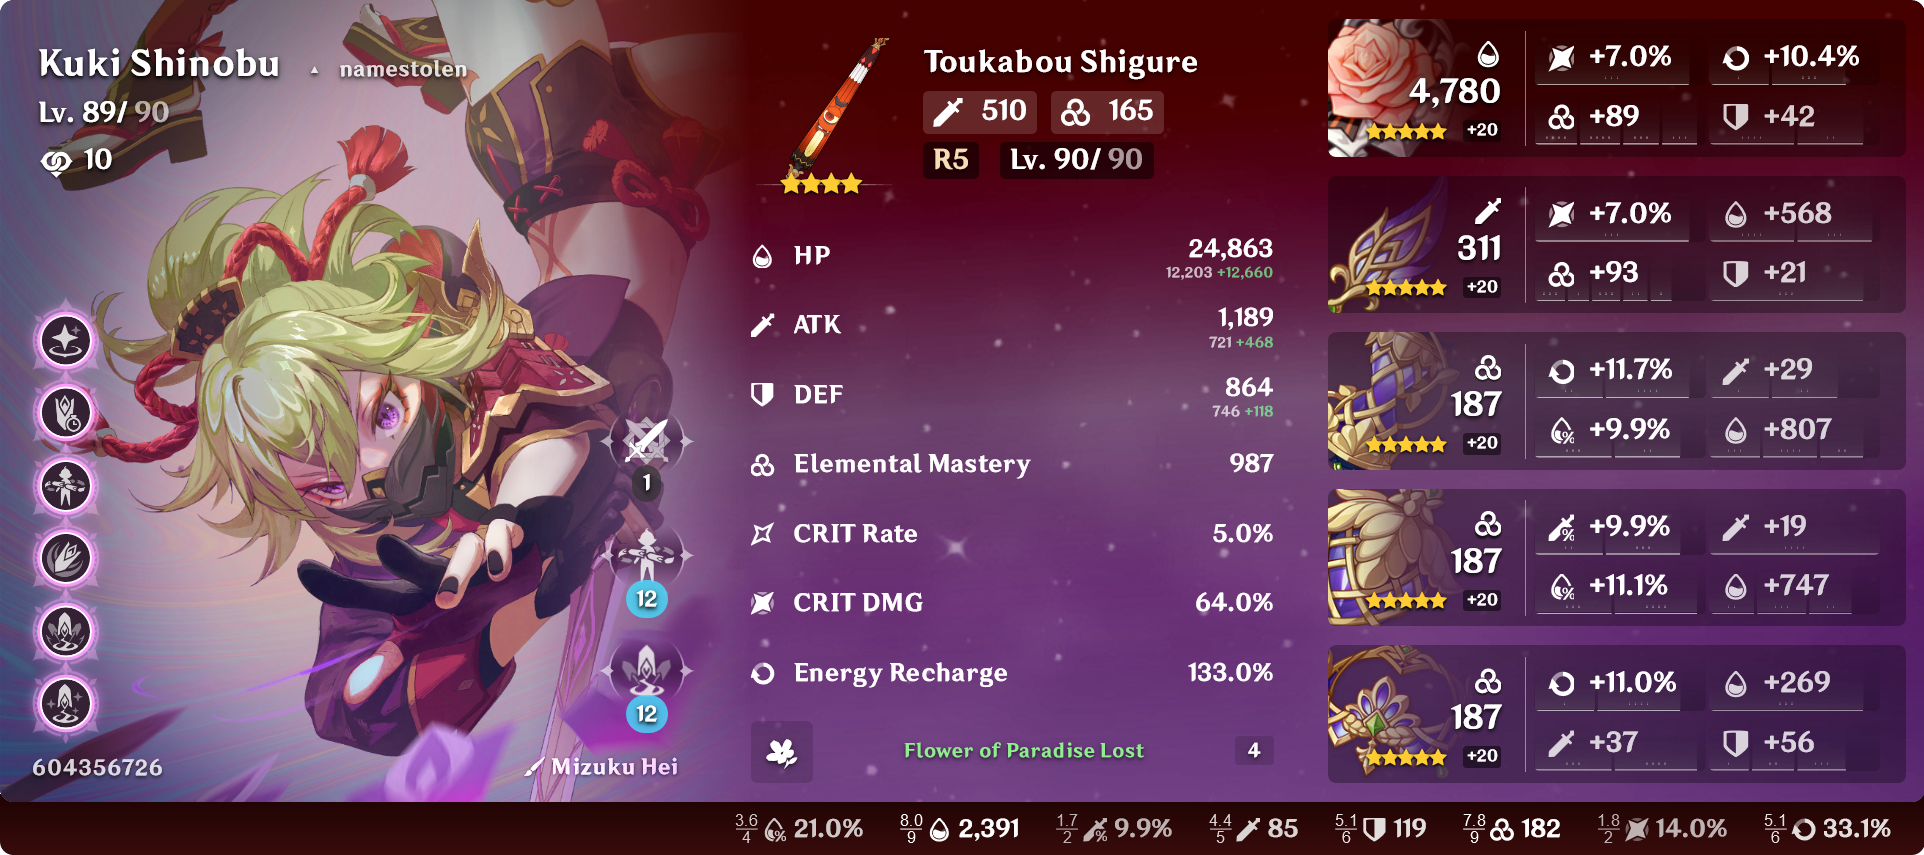 Kuki Shinobu ▲ namestolen
Lv. 89/ 90
10
1
12
12
604356726
Mizuku Hei
Toukabou Shigure
510 165
R5 Lv. 90/ 90
HP 24,863
12,203 +12,660
ATK 1,189
721 +468
DEF 864
746 +118
Elemental Mastery 987
CRIT Rate 5.0%
CRIT DMG 64.0%
Energy Recharge 133.0%
Flower of Paradise Lost 4
4,780
+20
+7.0% +10.4%
+89 +42
311
+20
+7.0% +568
+93 +21
187
+20
+11.7% +29
+9.9% +807
187
+20
+9.9% +19
+11.1% +747
187
+20
+11.0% +269
+37 +56
3.6/4 21.0% 8.0/9 2,391 1.7/2 9.9% 4.4/5 85 5.1/6 119 7.8/9 182 1.8/2 14.0% 5.1/6 33.1%